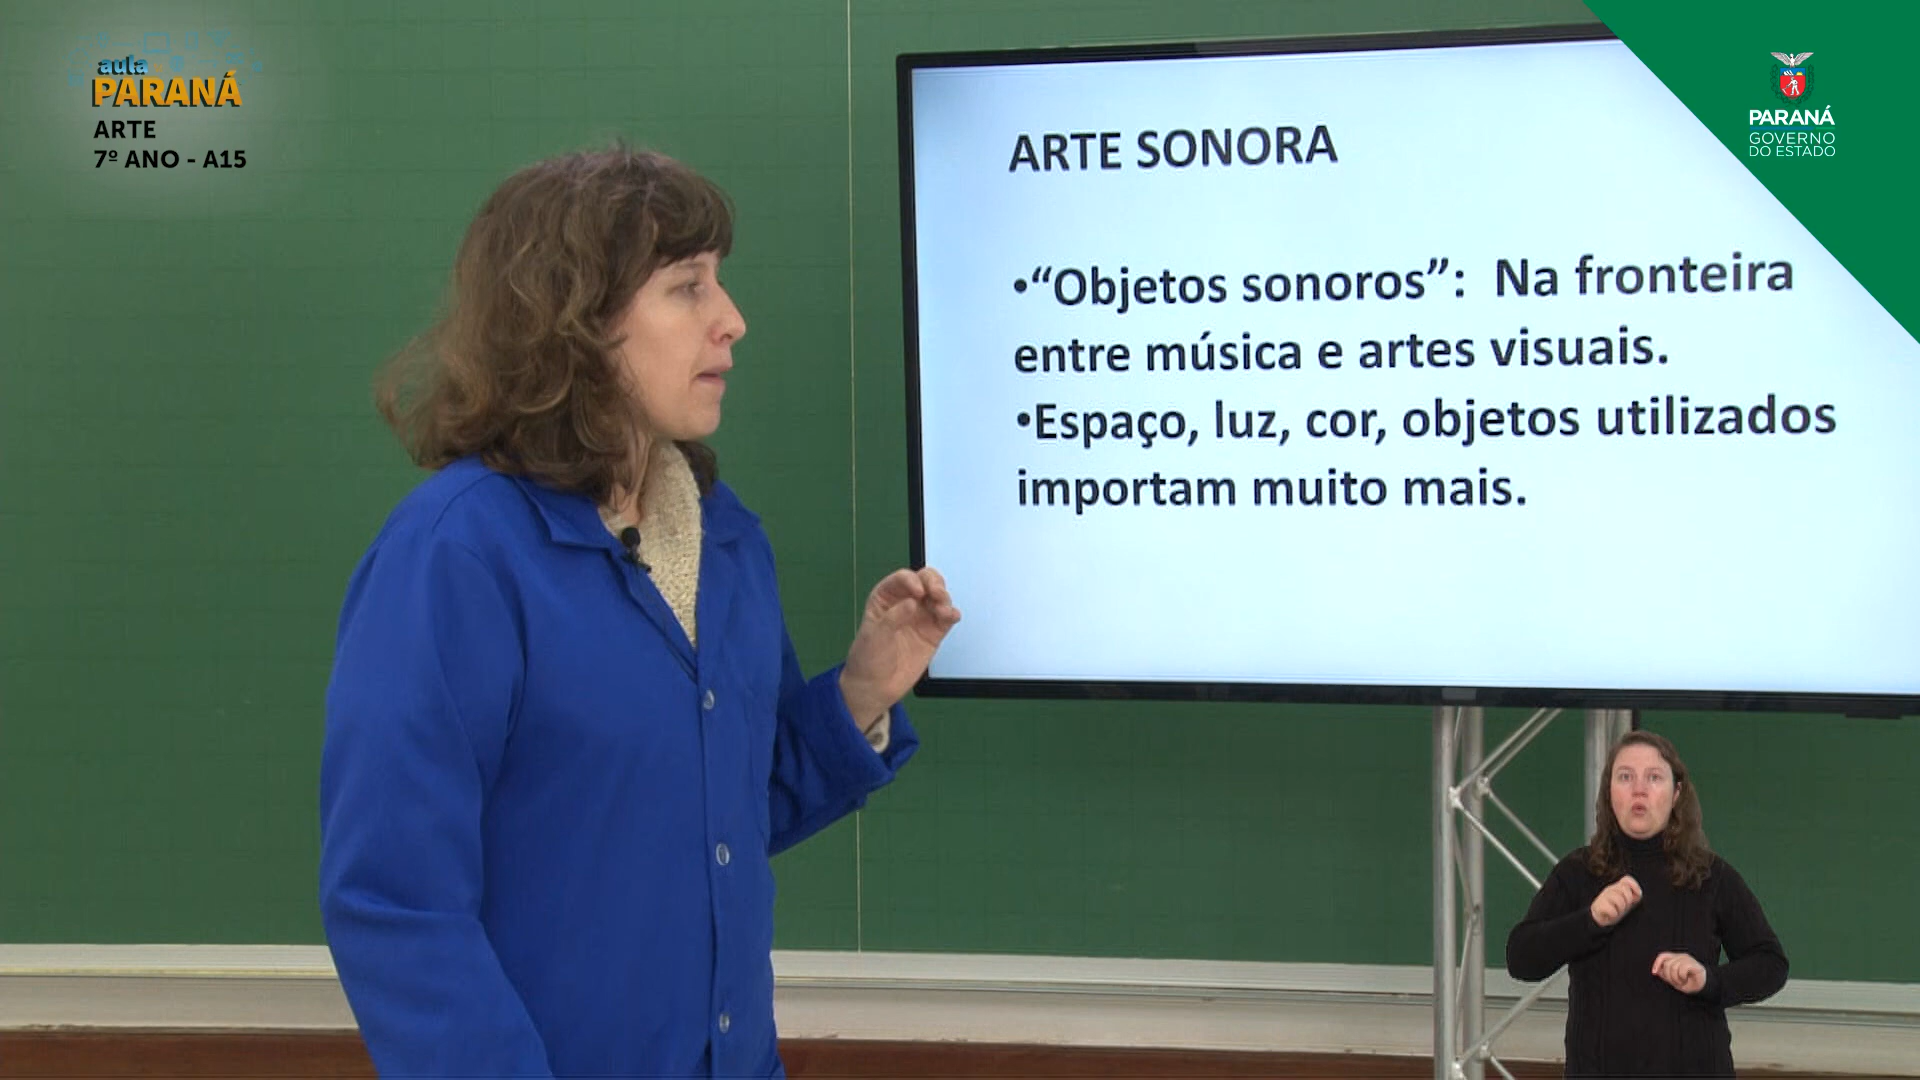 aula
PARANÁ
ARTE
7º ANO - A15
ARTE SONORA
•“Objetos sonoros”: Na fronteira
entre música e artes visuais.
•Espaço, luz, cor, objetos utilizados
importam muito mais.
PARANÁ
GOVERNO
DO ESTADO